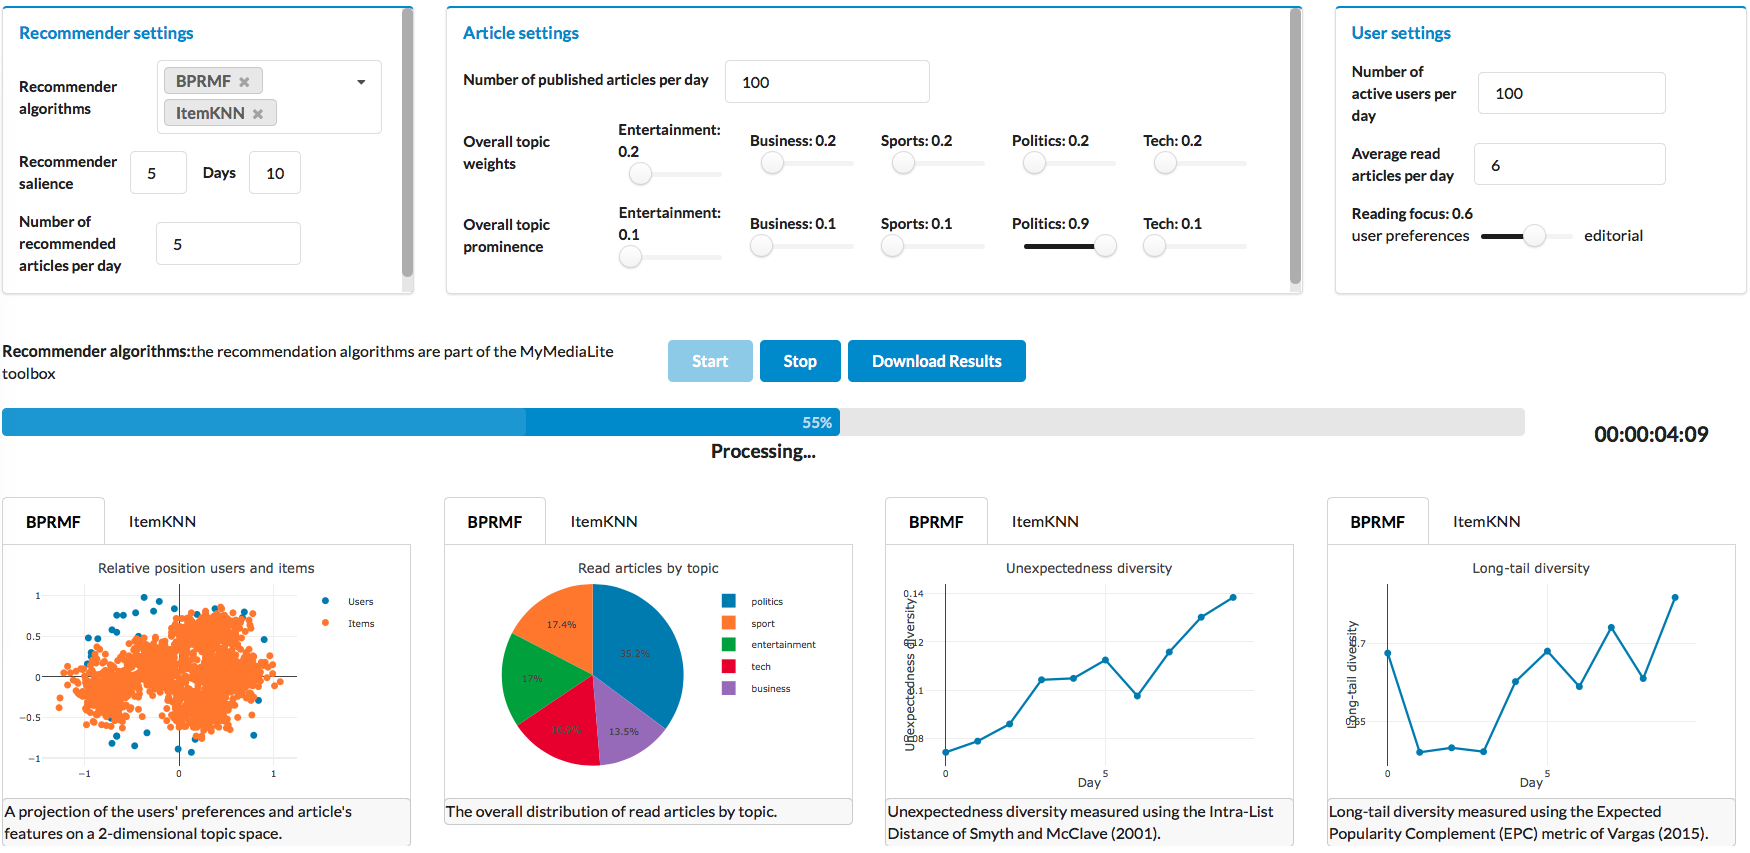 Recommender settings
Recommender
algorithms
BPRMF ×
ItemKNN ×
Recommender
salience
5
Days
10
Number of
recommended
articles per day
5
Article settings
Number of published articles per day
100
Overall topic
weights
Entertainment:
0.2
Business: 0.2
Sports: 0.2
Politics: 0.2
Tech: 0.2
Overall topic
prominence
Entertainment:
0.1
Business: 0.1
Sports: 0.1
Politics: 0.9
Tech: 0.1
User settings
Number of
active users per
day
100
Average read
articles per day
6
Reading focus: 0.6
user preferences
editorial
Recommender algorithms:the recommendation algorithms are part of the MyMediaLite
toolbox
Start
Stop
Download Results
55%
Processing...
00:00:04:09
BPRMF
ItemKNN
Relative position users and items
1
0.5
0
−0.5
−1
−1
0
1
Users
Items
A projection of the users' preferences and article's
features on a 2-dimensional topic space.
BPRMF
ItemKNN
Read articles by topic
17.4%
35.2%
17%
13.5%
politics
sport
entertainment
tech
business
The overall distribution of read articles by topic.
BPRMF
ItemKNN
Unexpectedness diversity
Unexpectedness diversity
0.14
0.12
0.1
0.08
0
5
Day
Unexpectedness diversity measured using the Intra-List
Distance of Smyth and McClave (2001).
BPRMF
ItemKNN
Long-tail diversity
Long-tail diversity
0.7
0.65
0
5
Day
Long-tail diversity measured using the Expected
Popularity Complement (EPC) metric of Vargas (2015).